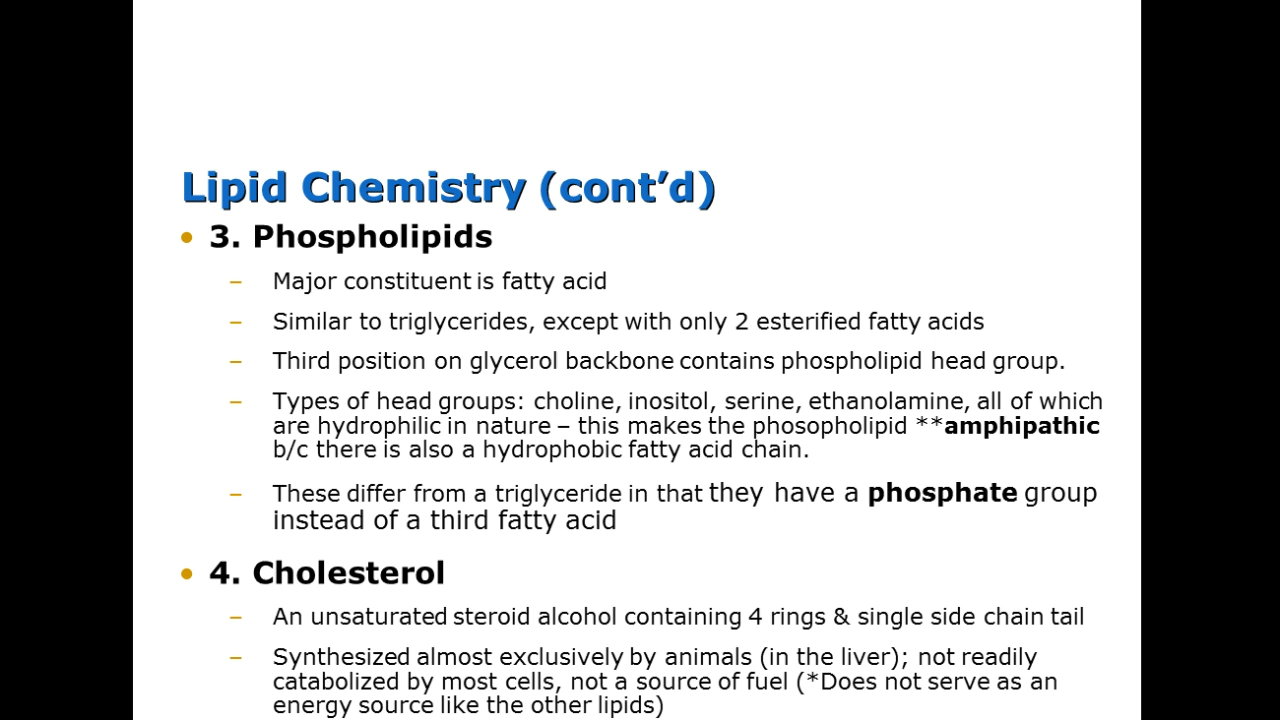 Lipid Chemistry (cont’d)
• 3. Phospholipids
– Major constituent is fatty acid
– Similar to triglycerides, except with only 2 esterified fatty acids
– Third position on glycerol backbone contains phospholipid head group.
– Types of head groups: choline, inositol, serine, ethanolamine, all of which
are hydrophilic in nature – this makes the phosopholipid **amphipathic
b/c there is also a hydrophobic fatty acid chain.
– These differ from a triglyceride in that they have a phosphate group
instead of a third fatty acid
• 4. Cholesterol
– An unsaturated steroid alcohol containing 4 rings & single side chain tail
– Synthesized almost exclusively by animals (in the liver); not readily
catabolized by most cells, not a source of fuel (*Does not serve as an
energy source like the other lipids)